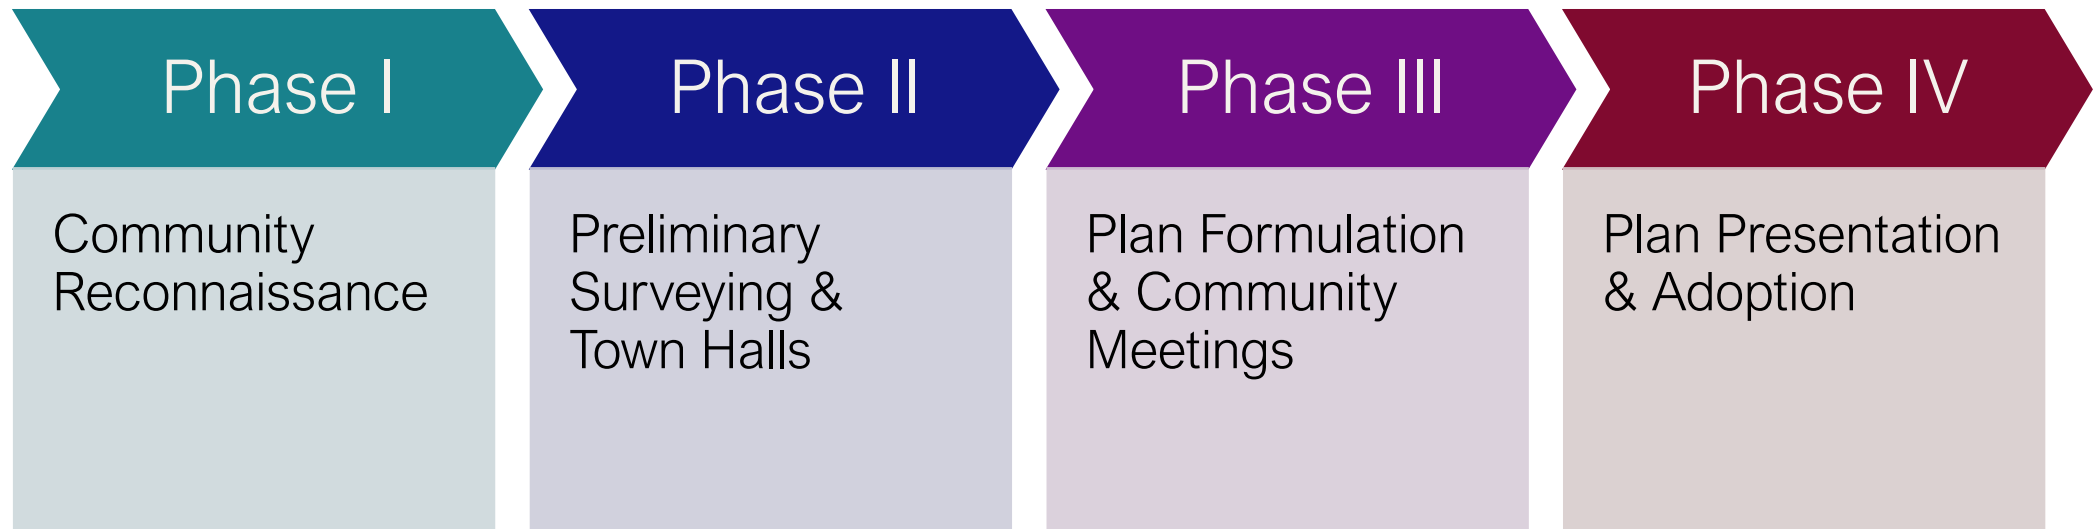 Phase I
Community
Reconnaissance
Phase II
Preliminary
Surveying &
Town Halls
Phase III
Plan Formulation
& Community
Meetings
Phase IV
Plan Presentation
& Adoption